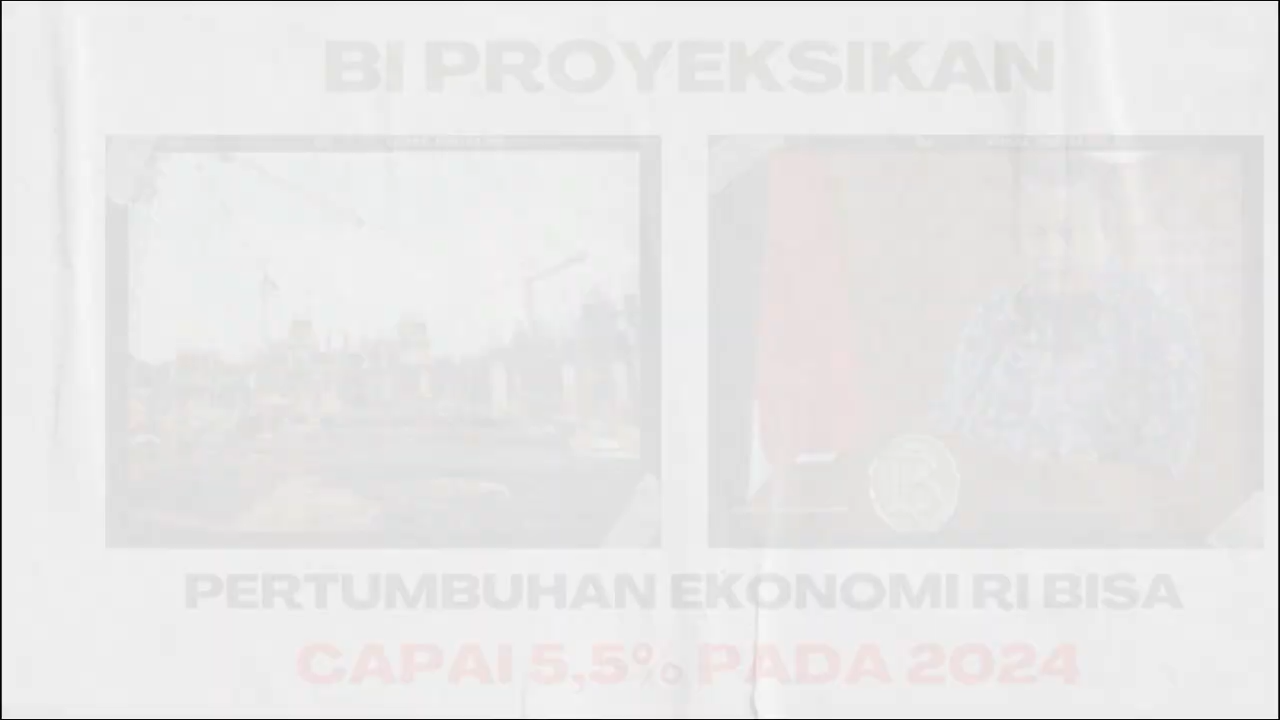 BI PROYEKSIKAN
PERTUMBUHAN EKONOMI RI BISA
CAPAI 5,5% PADA 2024